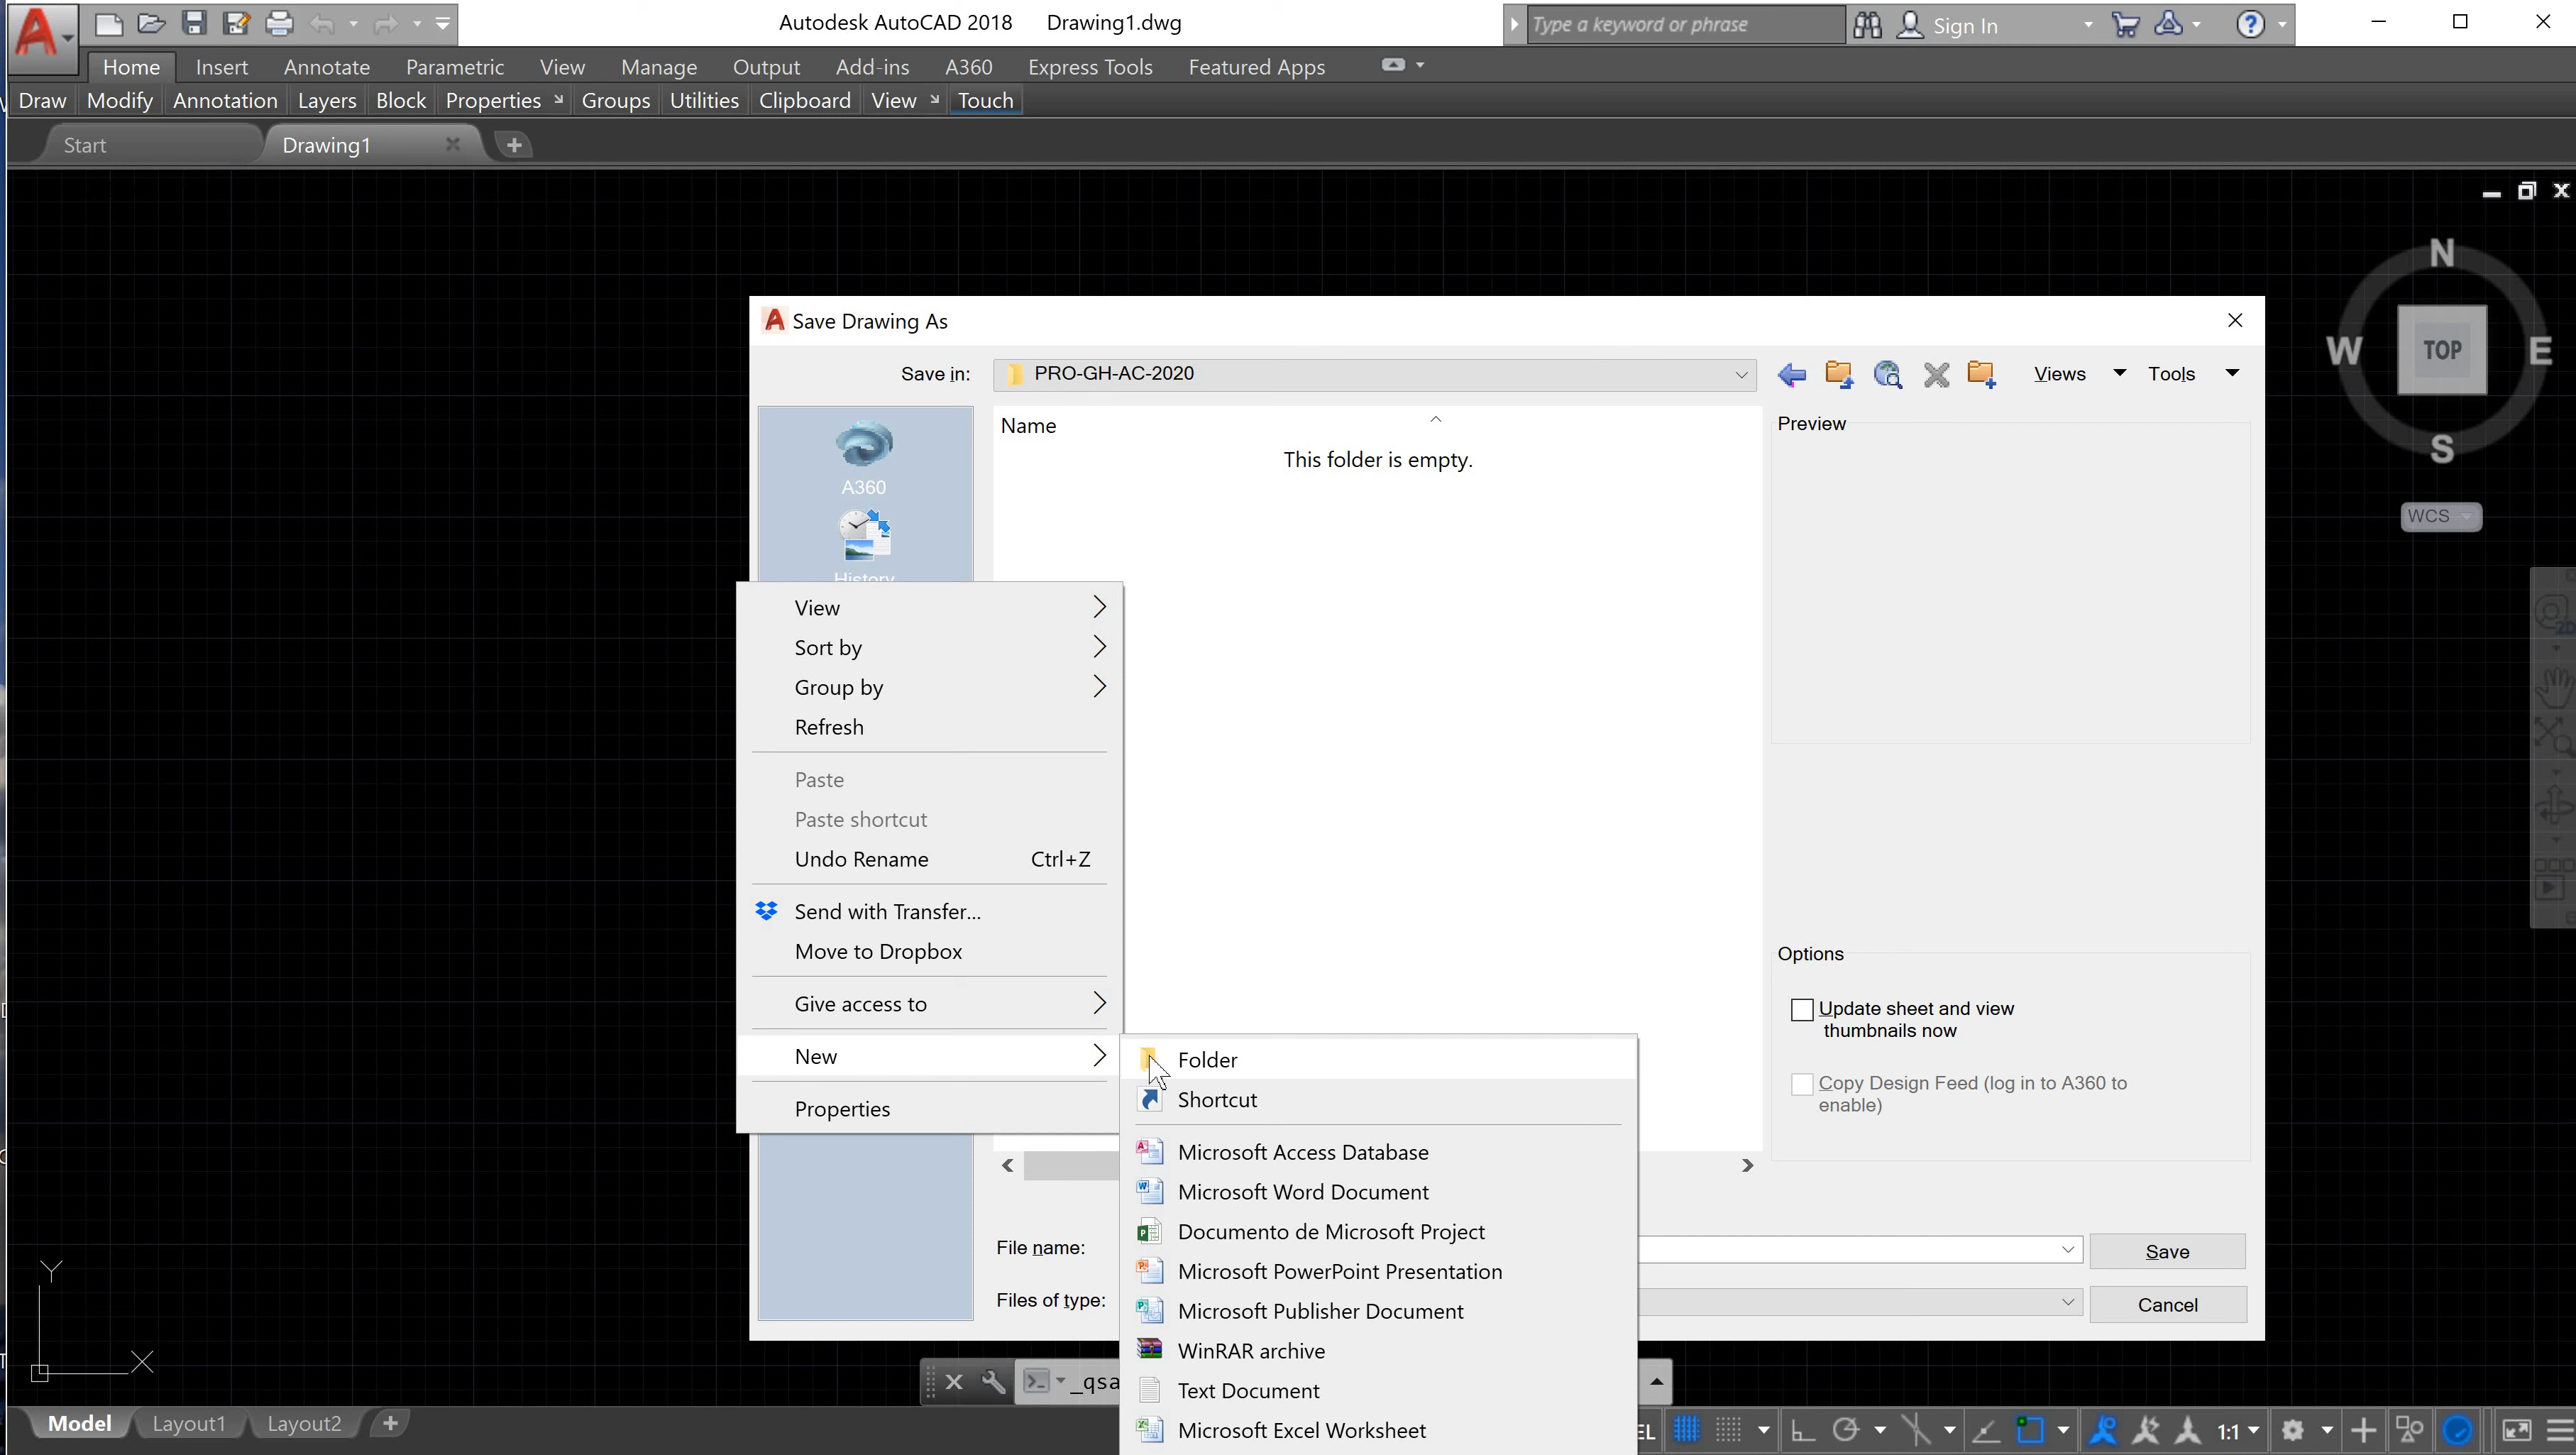 Autodesk AutoCAD 2018 Drawing1.dwg
Type a keyword or phrase
Sign In
Home Insert Annotate Parametric View Manage Output Add-ins A360 Express Tools Featured Apps
Draw Modify Annotation Layers Block Properties Groups Utilities Clipboard View Touch
Start Drawing1
N
W TOP E
S
WCS
Save Drawing As
Save in: PRO-GH-AC-2020 Views Tools
Name
This folder is empty.
A360
History
Preview
View
Sort by
Group by
Refresh
Paste
Paste shortcut
Undo Rename Ctrl+Z
Send with Transfer...
Move to Dropbox
Give access to
New
Properties
Folder
Shortcut
Microsoft Access Database
Microsoft Word Document
Documento de Microsoft Project
Microsoft PowerPoint Presentation
Microsoft Publisher Document
WinRAR archive
Text Document
Microsoft Excel Worksheet
Options
Update sheet and view
thumbnails now
Copy Design Feed (log in to A360 to
enable)
File name: Save
Files of type: Cancel
Y
X
_qsa
Model Layout1 Layout2
EL 1:1